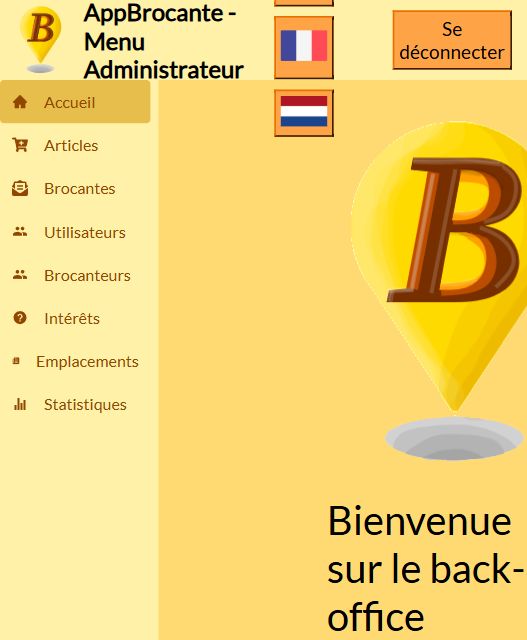 B
AppBrocante -
Menu
Administrateur
Se
déconnecter
Accueil
Articles
Brocantes
Utilisateurs
Brocanteurs
Intérêts
Emplacements
Statistiques
B
Bienvenue
sur le back-
office